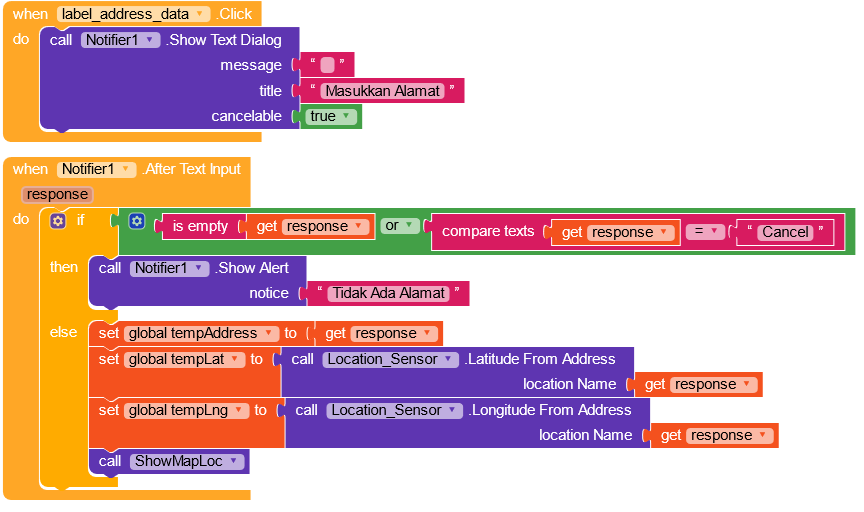 when label_address_data .Click
do call Notifier1 .Show Text Dialog
message “ ”
title “ Masukkan Alamat ”
cancelable true
when Notifier1 .After Text Input
response
do if is empty get response or compare texts get response = “ Cancel ”
then call Notifier1 .Show Alert
notice “ Tidak Ada Alamat ”
else set global tempAddress to get response
set global tempLat to call Location_Sensor .Latitude From Address
location Name get response
set global tempLng to call Location_Sensor .Longitude From Address
location Name get response
call ShowMapLoc